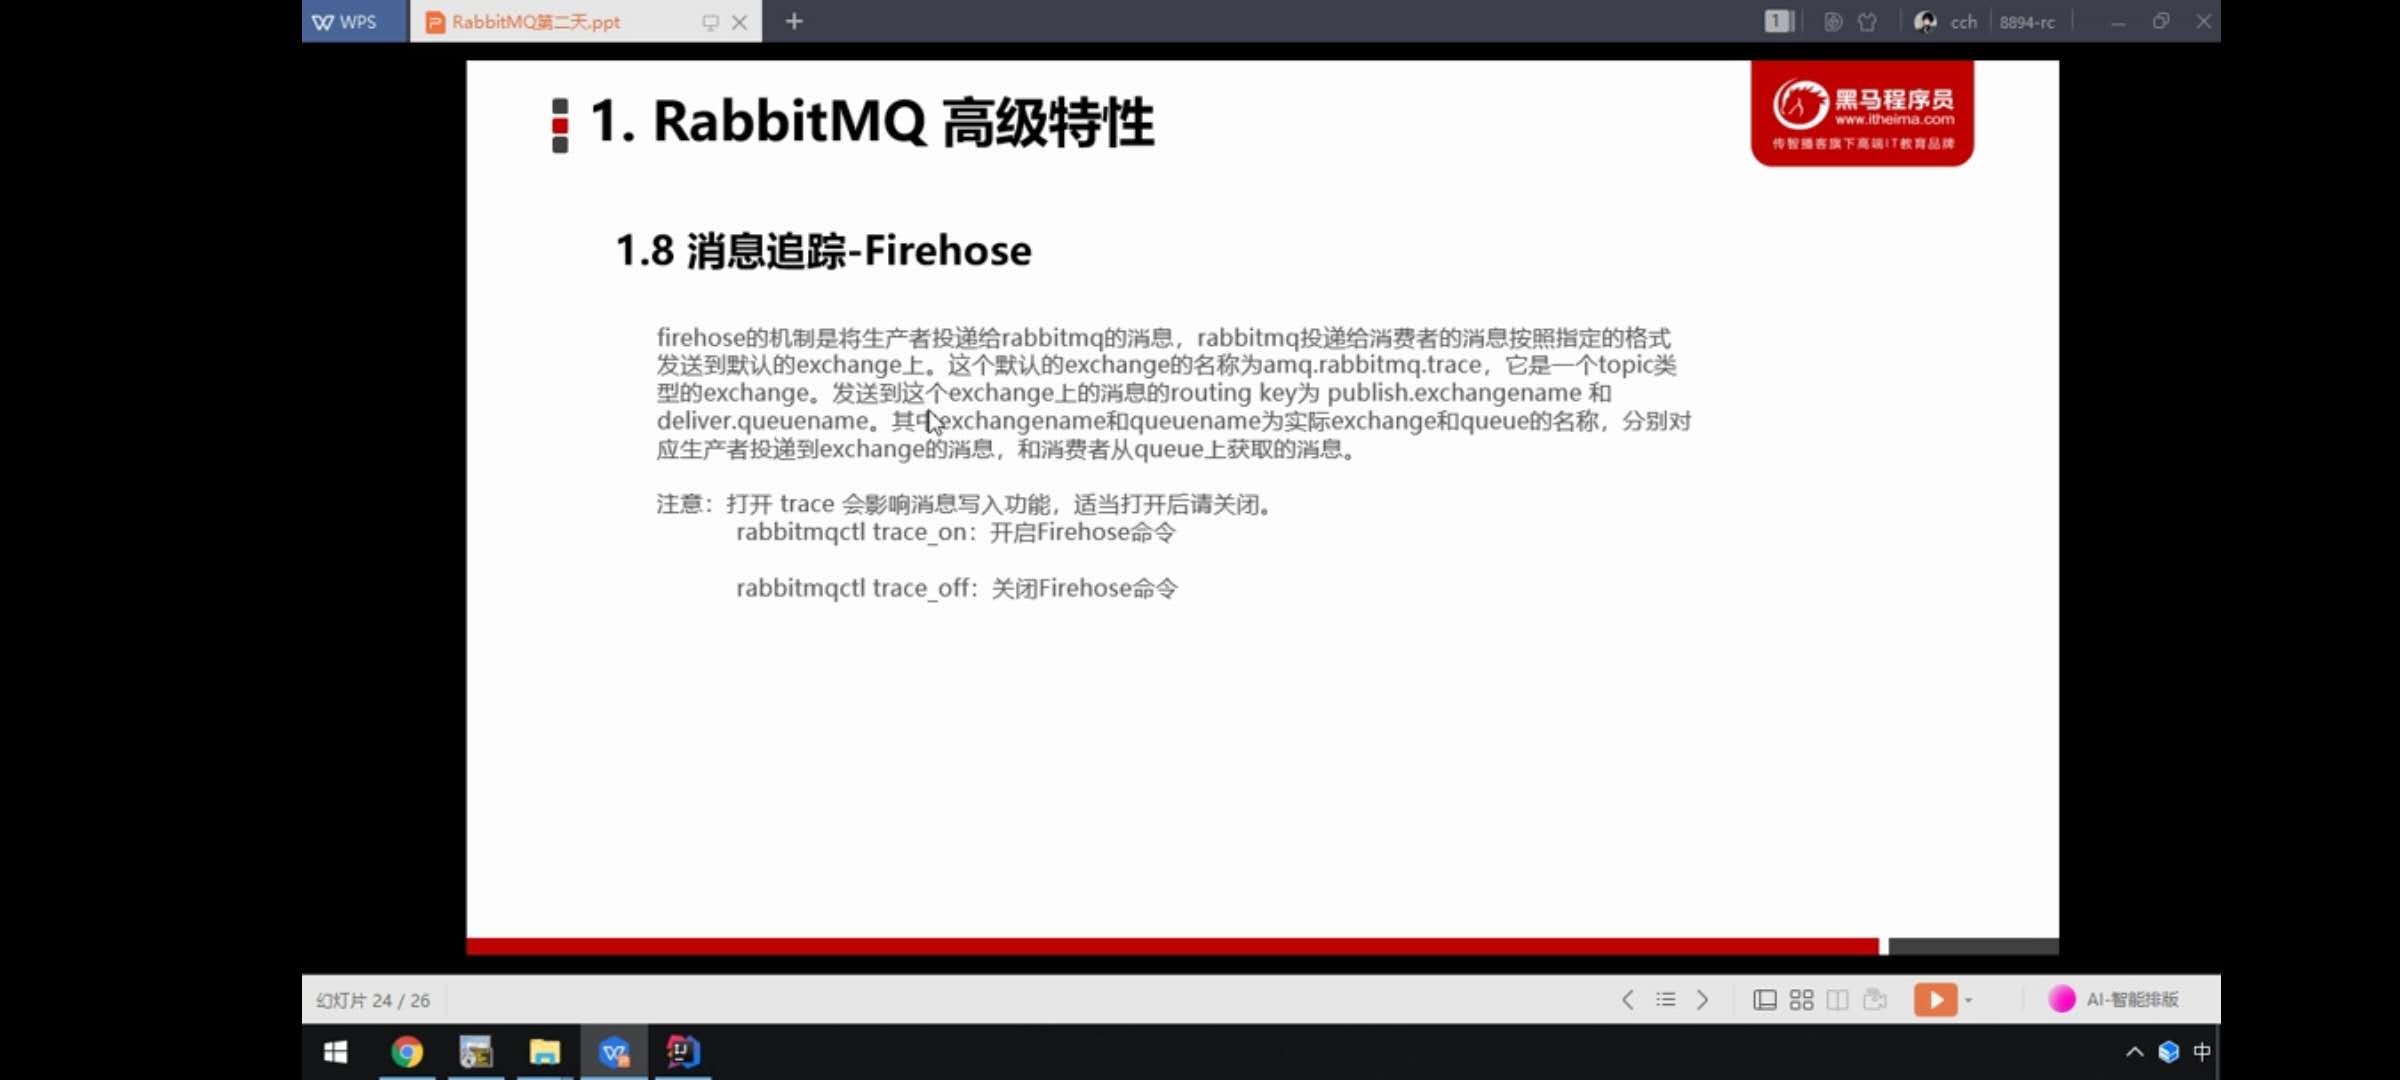 WPS
RabbitMQ第二天.ppt
1
cch
8894-rc
1. RabbitMQ 高级特性
黑马程序员
www.itheima.com
传智播客旗下高端IT教育品牌
1.8 消息追踪-Firehose
firehose的机制是将生产者投递给rabbitmq的消息，rabbitmq投递给消费者的消息按照指定的格式
发送到默认的exchange上。这个默认的exchange的名称为amq.rabbitmq.trace，它是一个topic类
型的exchange。发送到这个exchange上的消息的routing key为 publish.exchangename 和
deliver.queuename。其中exchangename和queuename为实际exchange和queue的名称，分别对
应生产者投递到exchange的消息，和消费者从queue上获取的消息。
注意：打开 trace 会影响消息写入功能，适当打开后请关闭。
rabbitmqctl trace_on：开启Firehose命令
rabbitmqctl trace_off：关闭Firehose命令
幻灯片 24 / 26
AI-智能排版
中